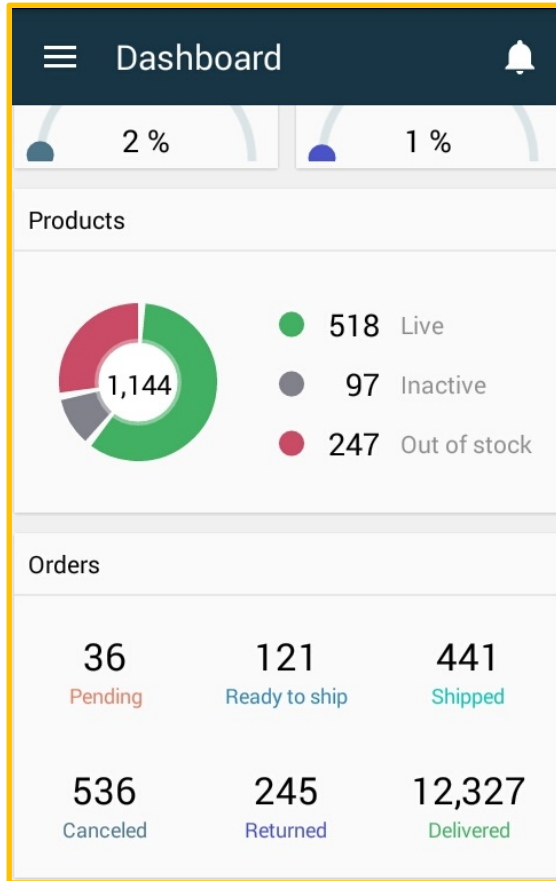 Dashboard
2 %
1 %
Products
1,144
518 Live
97 Inactive
247 Out of stock
Orders
36 121 441
Pending Ready to ship Shipped
536 245 12,327
Canceled Returned Delivered